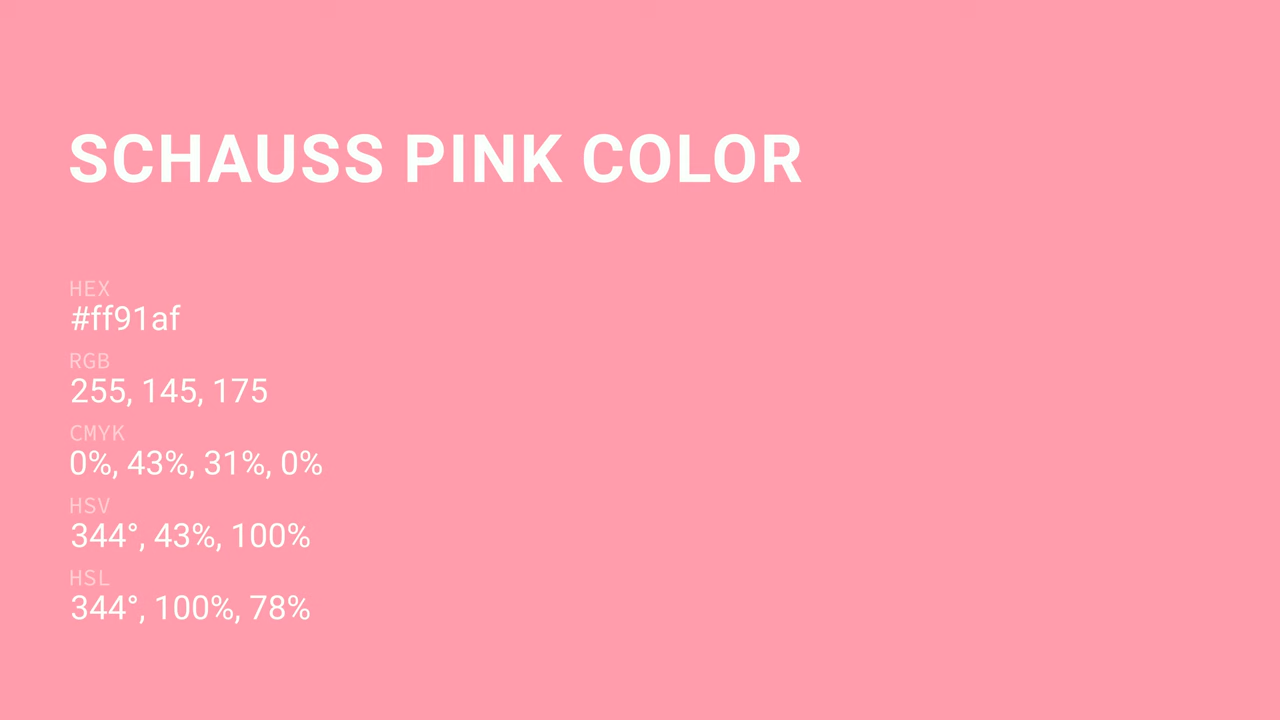 SCHAUSS PINK COLOR
HEX
#ff91af
RGB
255, 145, 175
CMYK
0%, 43%, 31%, 0%
HSV
344°, 43%, 100%
HSL
344°, 100%, 78%